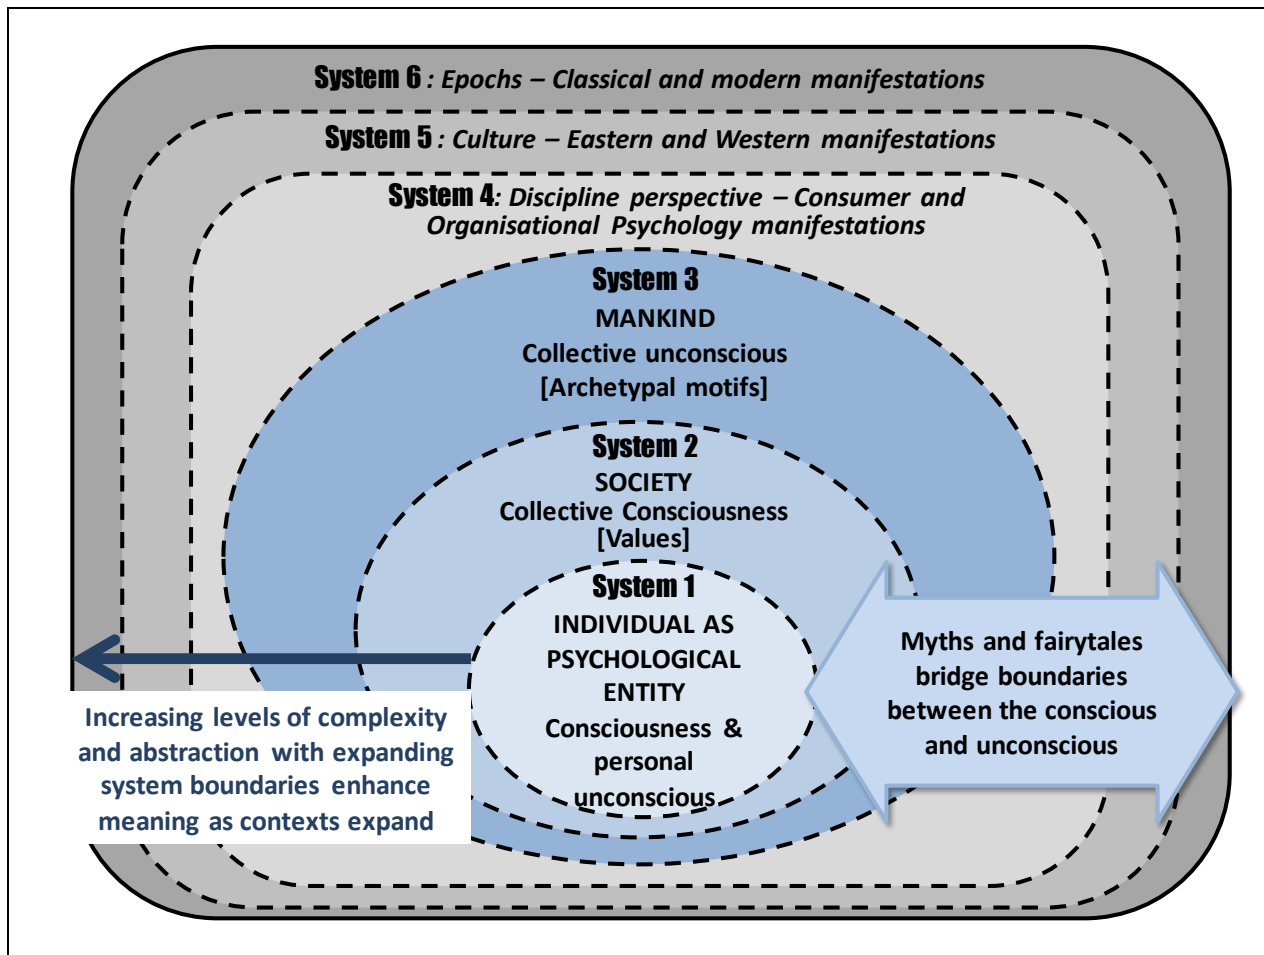 System 6 : Epochs – Classical and modern manifestations
System 5 : Culture – Eastern and Western manifestations
System 4: Discipline perspective – Consumer and
Organisational Psychology manifestations
System 3
MANKIND
Collective unconscious
[Archetypal motifs]
System 2
SOCIETY
Collective Consciousness
[Values]
System 1
INDIVIDUAL AS
PSYCHOLOGICAL
ENTITY
Consciousness &
personal
unconscious
Increasing levels of complexity
and abstraction with expanding
system boundaries enhance
meaning as contexts expand
Myths and fairytales
bridge boundaries
between the conscious
and unconscious